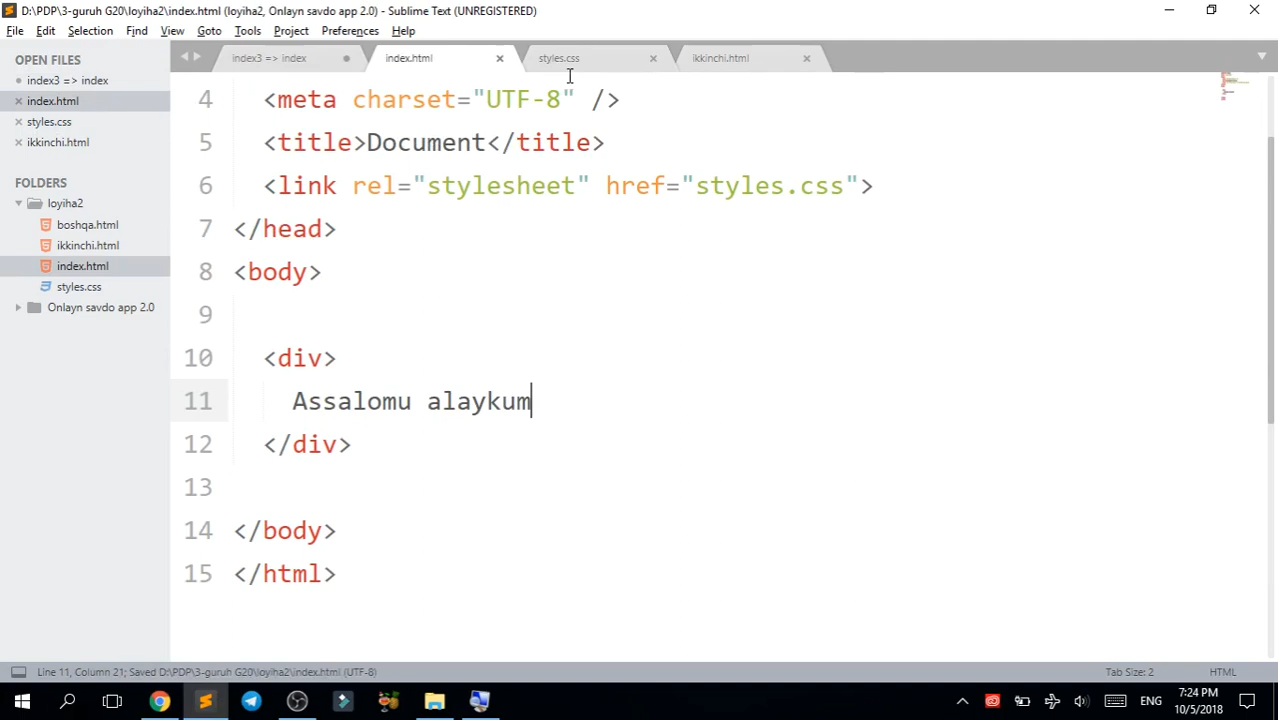 D:\PDP\3-guruh G20\loyiha2\index.html (loyiha2, Onlayn savdo app 2.0) - Sublime Text (UNREGISTERED)
File Edit Selection Find View Goto Tools Project Preferences Help
OPEN FILES
index3 => index
index.html
styles.css
ikkinchi.html
FOLDERS
loyiha2
boshqa.html
ikkinchi.html
index.html
styles.css
Onlayn savdo app 2.0
index3 => index index.html styles.css ikkinchi.html
4 <meta charset="UTF-8" />
5 <title>Document</title>
6 <link rel="stylesheet" href="styles.css">
7 </head>
8 <body>
9
10 <div>
11 Assalomu alaykum
12 </div>
13
14 </body>
15 </html>
Line 11, Column 21; Saved D:\PDP\3-guruh G20\loyiha2\index.html (UTF-8) Tab Size: 2 HTML
ENG
7:24 PM
10/5/2018